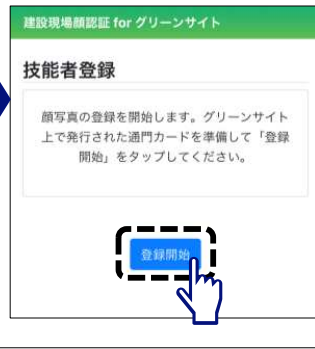 建設現場顔認証 for グリーンサイト
技能者登録
顔写真の登録を開始します。グリーンサイト
上で発行された通門カードを準備して「登録
開始」をタップしてください。
登録開始